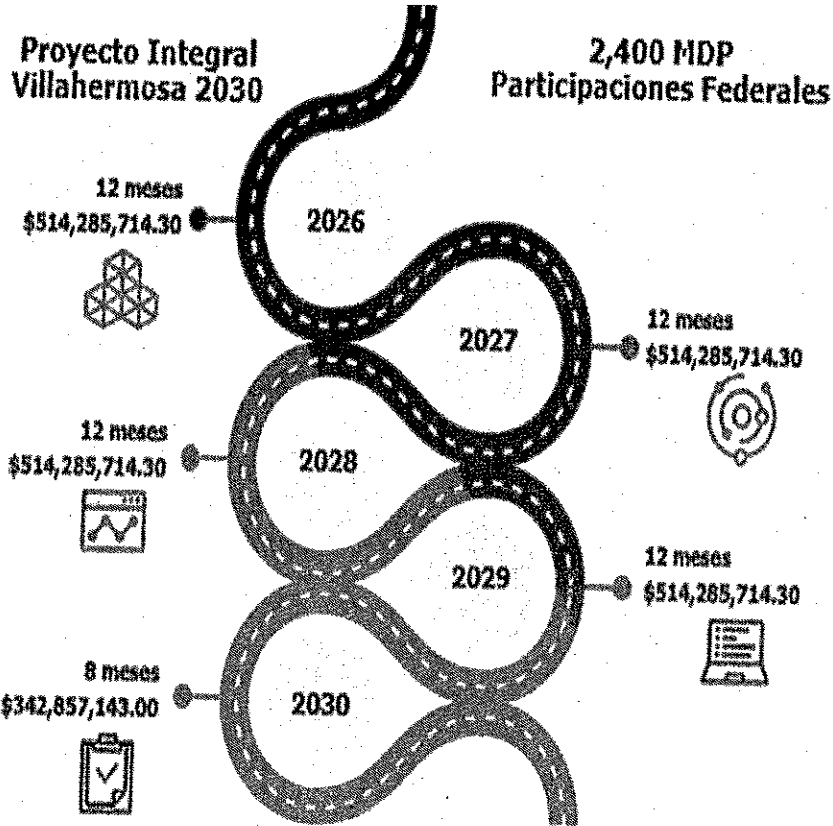 Proyecto Integral
Villahermosa 2030
2,400 MDP
Participaciones Federales
12 meses
$514,285,714.30
2026
2027
12 meses
$514,285,714.30
12 meses
$514,285,714.30
2028
2029
12 meses
$514,285,714.30
8 meses
$342,857,143.00
2030